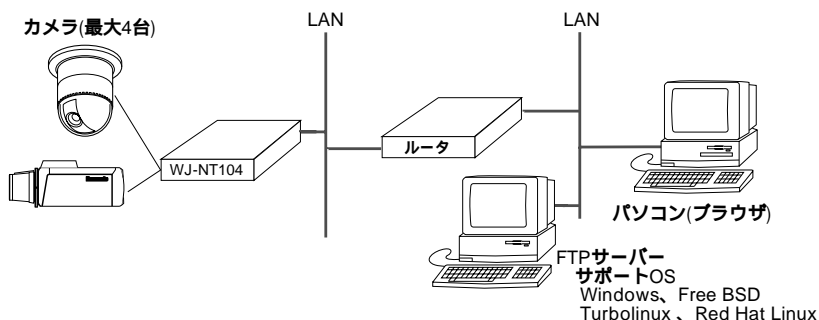 カメラ(最大4台)
LAN
LAN
WJ-NT104
ルータ
パソコン(ブラウザ)
FTPサーバー
サポートOS
Windows、Free BSD
Turbolinux 、Red Hat Linux